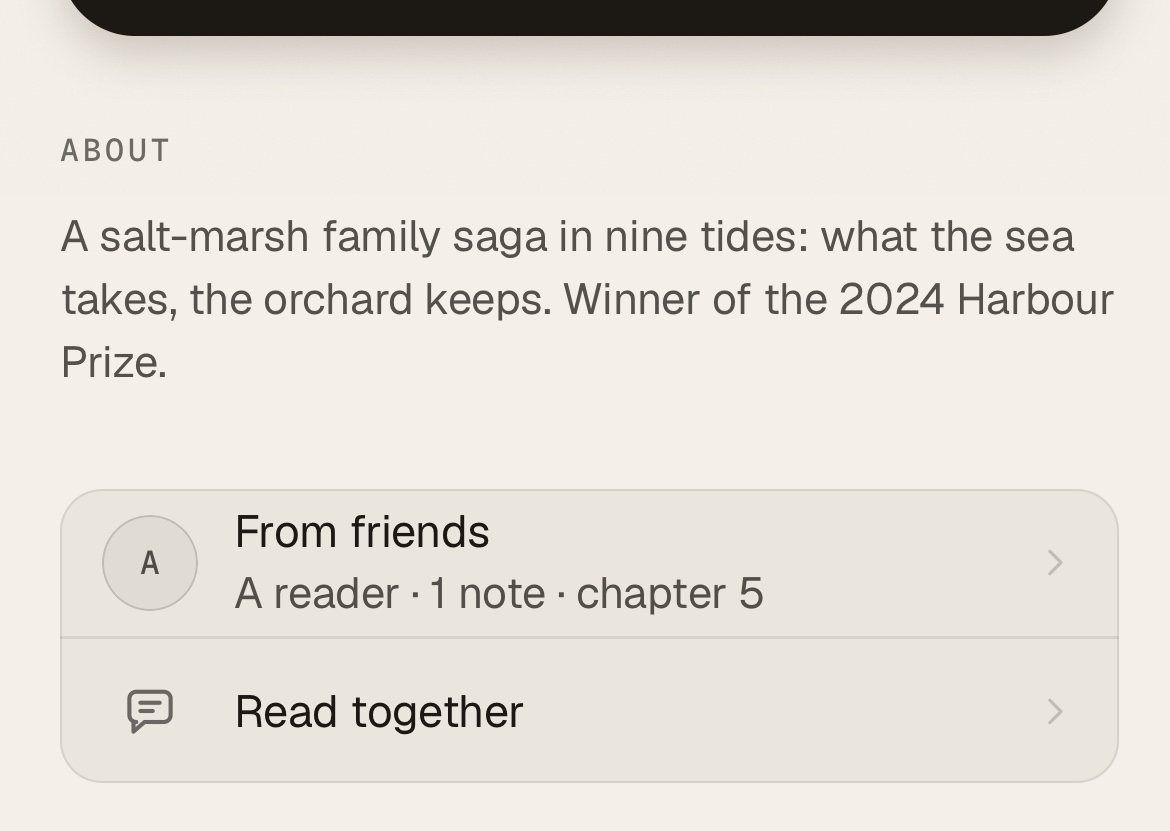 ABOUT
A salt-marsh family saga in nine tides: what the sea
takes, the orchard keeps. Winner of the 2024 Harbour
Prize.
A
From friends
A reader · 1 note · chapter 5
Read together